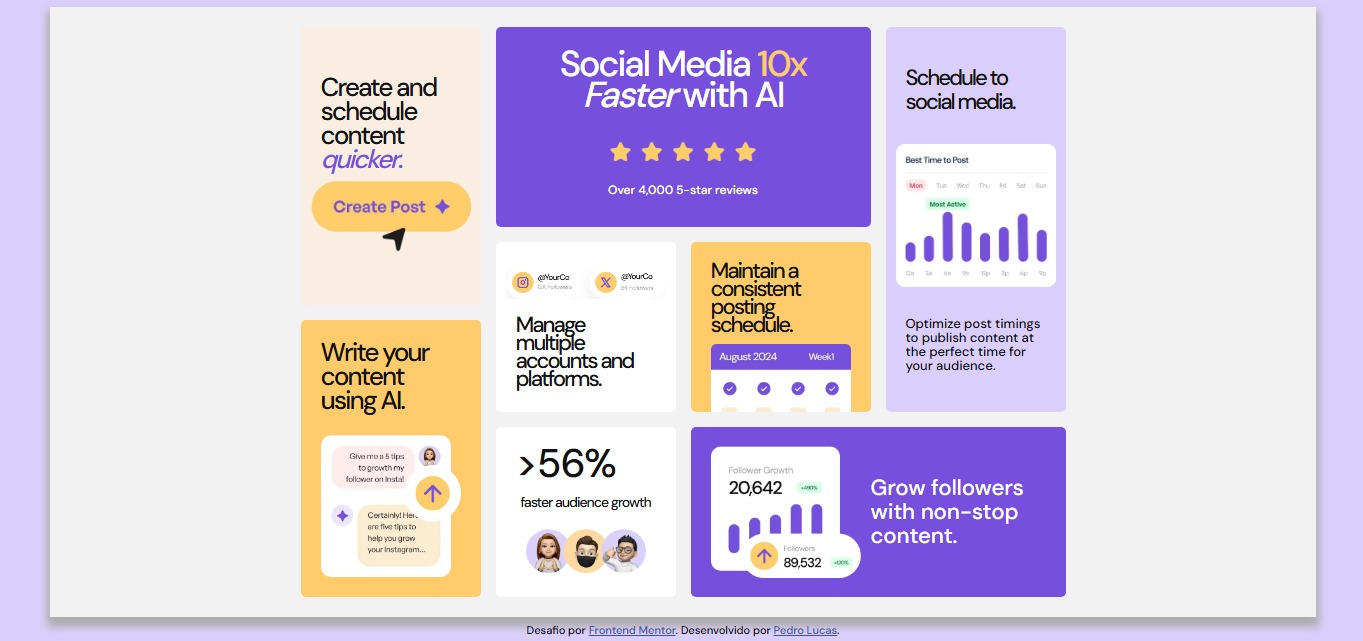 Create and
schedule
content
quicker.
Create Post
Social Media 10x
Faster with AI
Over 4,000 5-star reviews
Schedule to
social media.
Best Time to Post
Mon Tue Wed Thu Fri Sat Sun
Most Active
12a 3a 6a 9a 12p 3p 6p 9p
Optimize post timings
to publish content at
the perfect time for
your audience.
@YourCo
Followers
@YourCo
Followers
Manage
multiple
accounts and
platforms.
Maintain a
consistent
posting
schedule.
August 2024 Week1
Write your
content
using AI.
Give me a 5 tips
to growth my
follower on Insta!
Certainly! Here
are five tips to
help you grow
your Instagram...
>56%
faster audience growth
Follower Growth
20,642 +490%
Followers
89,532 +120%
Grow followers
with non-stop
content.
Desafio por Frontend Mentor. Desenvolvido por Pedro Lucas.